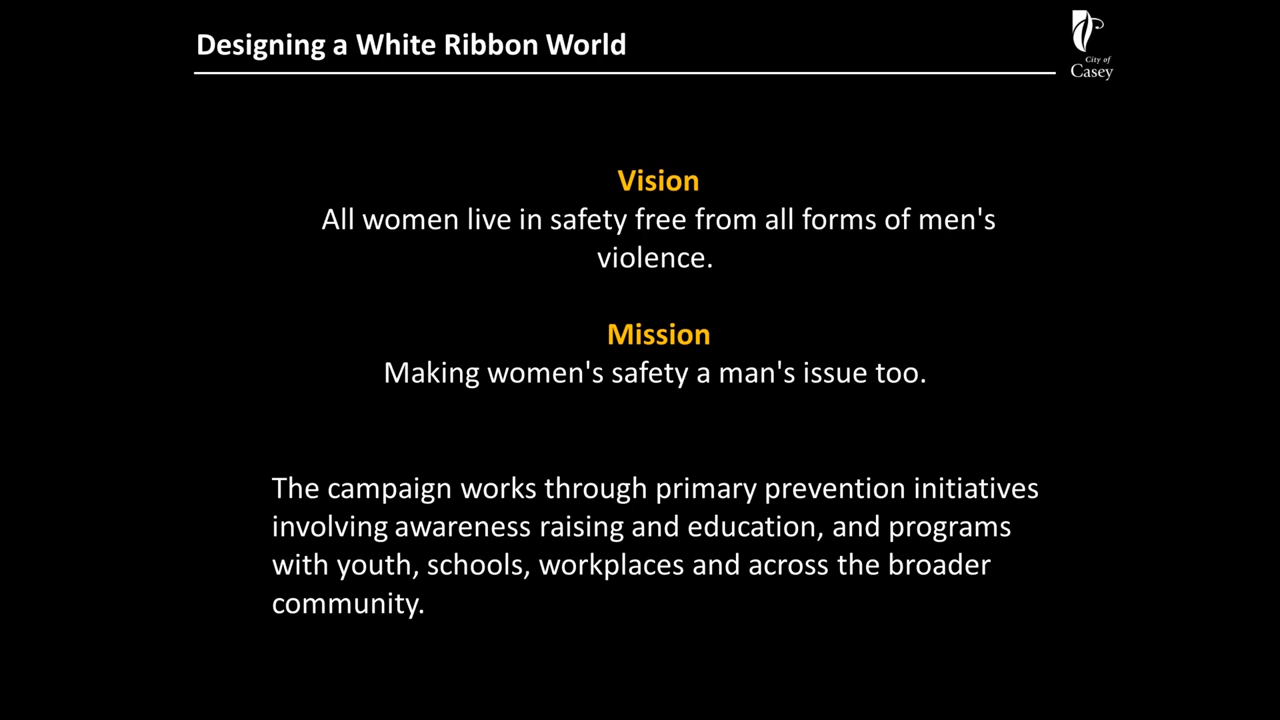 Designing a White Ribbon World
City of
Casey
Vision
All women live in safety free from all forms of men's
violence.
Mission
Making women's safety a man's issue too.
The campaign works through primary prevention initiatives
involving awareness raising and education, and programs
with youth, schools, workplaces and across the broader
community.